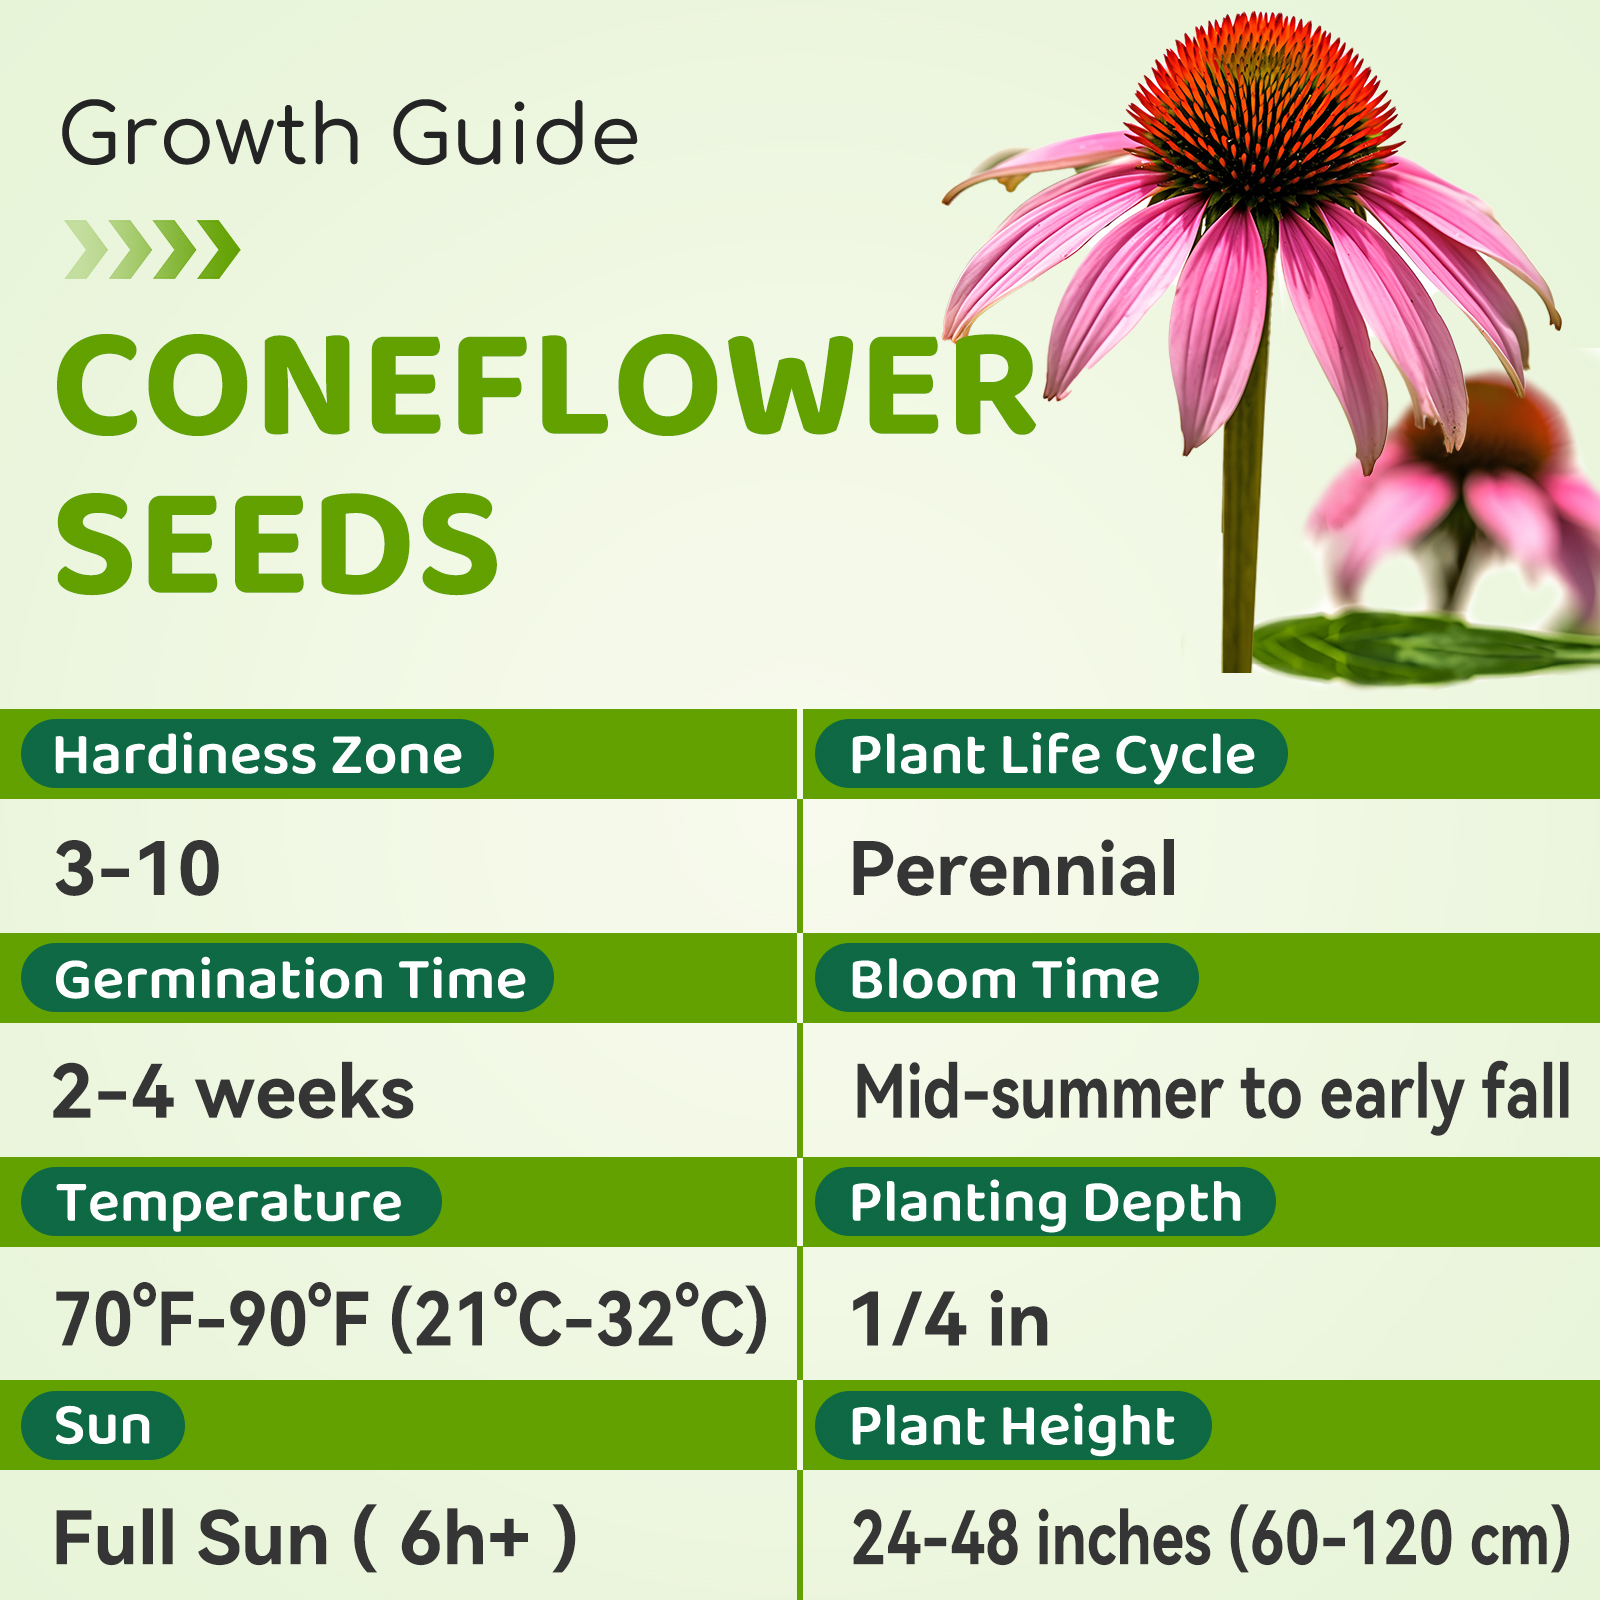 Growth Guide
CONEFLOWER
SEEDS
Hardiness Zone
Plant Life Cycle
3-10
Perennial
Germination Time
Bloom Time
2-4 weeks
Mid-summer to early fall
Temperature
Planting Depth
70°F-90°F (21°C-32°C)
1/4 in
Sun
Plant Height
Full Sun ( 6h+ )
24-48 inches (60-120 cm)